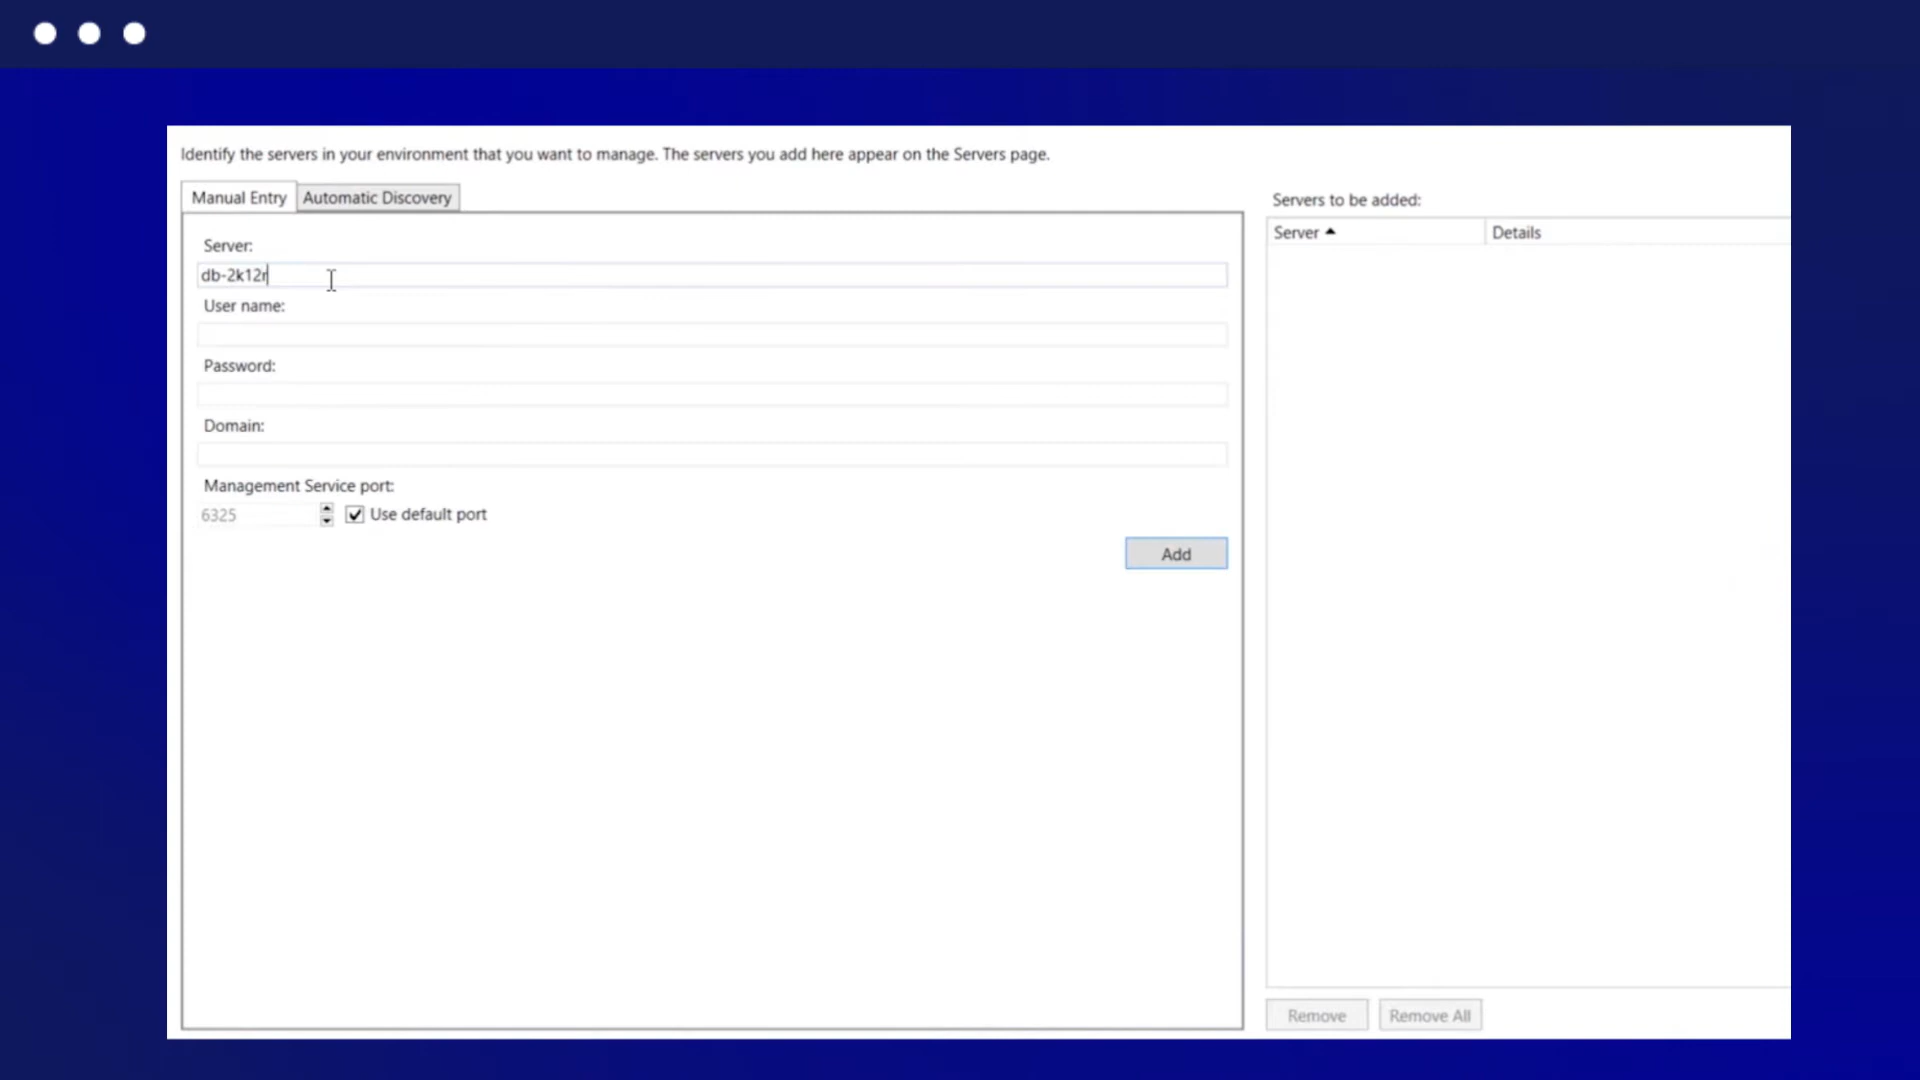 Identify the servers in your environment that you want to manage. The servers you add here appear on the Servers page.
Manual Entry
Automatic Discovery
Server:
db-2k12r
User name:
Password:
Domain:
Management Service port:
6325
Use default port
Add
Servers to be added:
Server
Details
Remove
Remove All